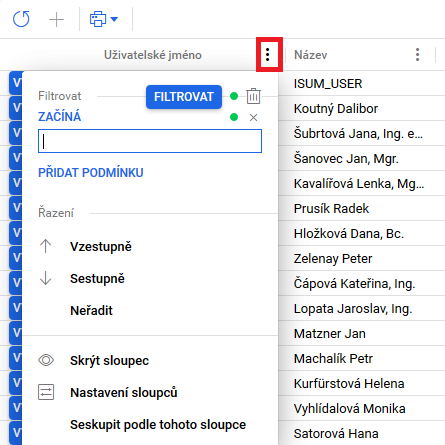 Uživatelské jméno
Název
Filtrovat
FILTROVAT
ZAČÍNÁ
PŘIDAT PODMÍNKU
Řazení
Vzestupně
Sestupně
Neřadit
Skrýt sloupec
Nastavení sloupců
Seskupit podle tohoto sloupce
ISUM_USER
Koutný Dalibor
Šubrtová Jana, Ing. e...
Šanovec Jan, Mgr.
Kavalířová Lenka, Mg...
Prusík Radek
Hložková Dana, Bc.
Zelenay Peter
Čápová Kateřina, Ing.
Lopata Jaroslav, Ing.
Matzner Jan
Machalík Petr
Kurfürstová Helena
Vyhlídalová Monika
Satorová Hana